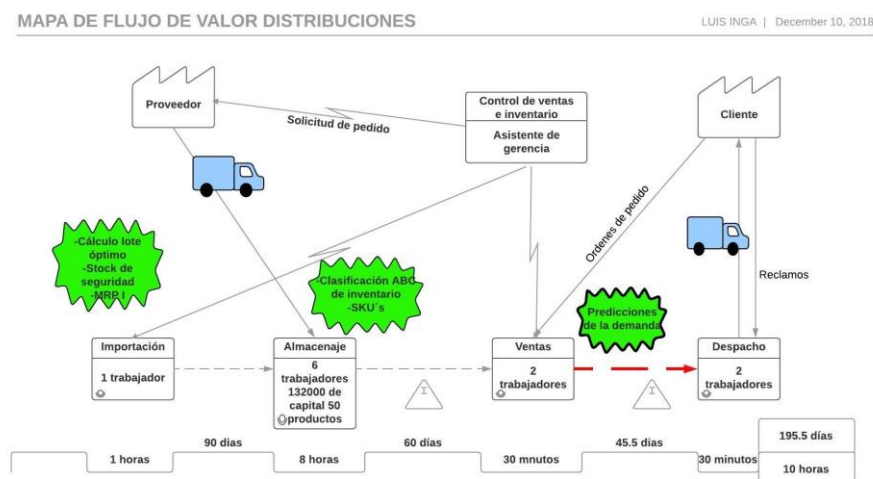 MAPA DE FLUJO DE VALOR DISTRIBUCIONES
LUIS INGA | December 10, 2018
Proveedor
Solicitud de pedido
Control de ventas
e inventario
Asistente de
gerencia
Cliente
Ordenes de pedido
Reclamos
-Cálculo lote
óptimo
-Stock de
seguridad
-MRP I
-Clasificación ABC
de inventario
-SKU´s
Predicciones
de la demanda
Importación
1 trabajador
Almacenaje
6
trabajadores
132000 de
capital 50
productos
Ventas
2
trabajadores
Despacho
2
trabajadores
I
I
90 dias
60 días
45.5 dias
195.5 días
1 horas
8 horas
30 mnutos
30 minutos
10 horas